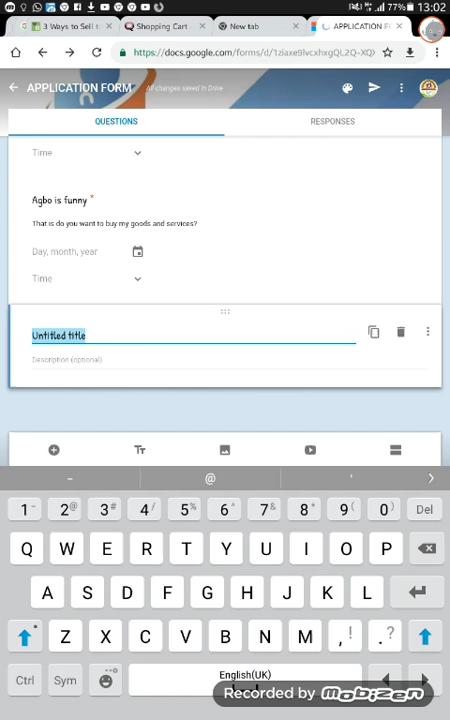 77% 13:02
3 Ways to Sell t
Shopping Cart
New tab
APPLICATION F
https://docs.google.com/forms/d/1ziaxe9lvcxhxgQL2Q-XQX
APPLICATION FORM All changes saved in Drive
QUESTIONS RESPONSES
Time
Agbo is funny *
That is do you want to buy my goods and services?
Day, month, year
Time
Untitled title
Description (optional)
Tт
- @ '
1 - 2 @ 3 # 4 / 5 % 6 ^ 7 & 8 * 9 ( 0 ) Del
Q W E R T Y U I O P
A S D F G H J K L
Z X C V B N M , ! . ?
Ctrl Sym English(UK)
Recorded by mobizen